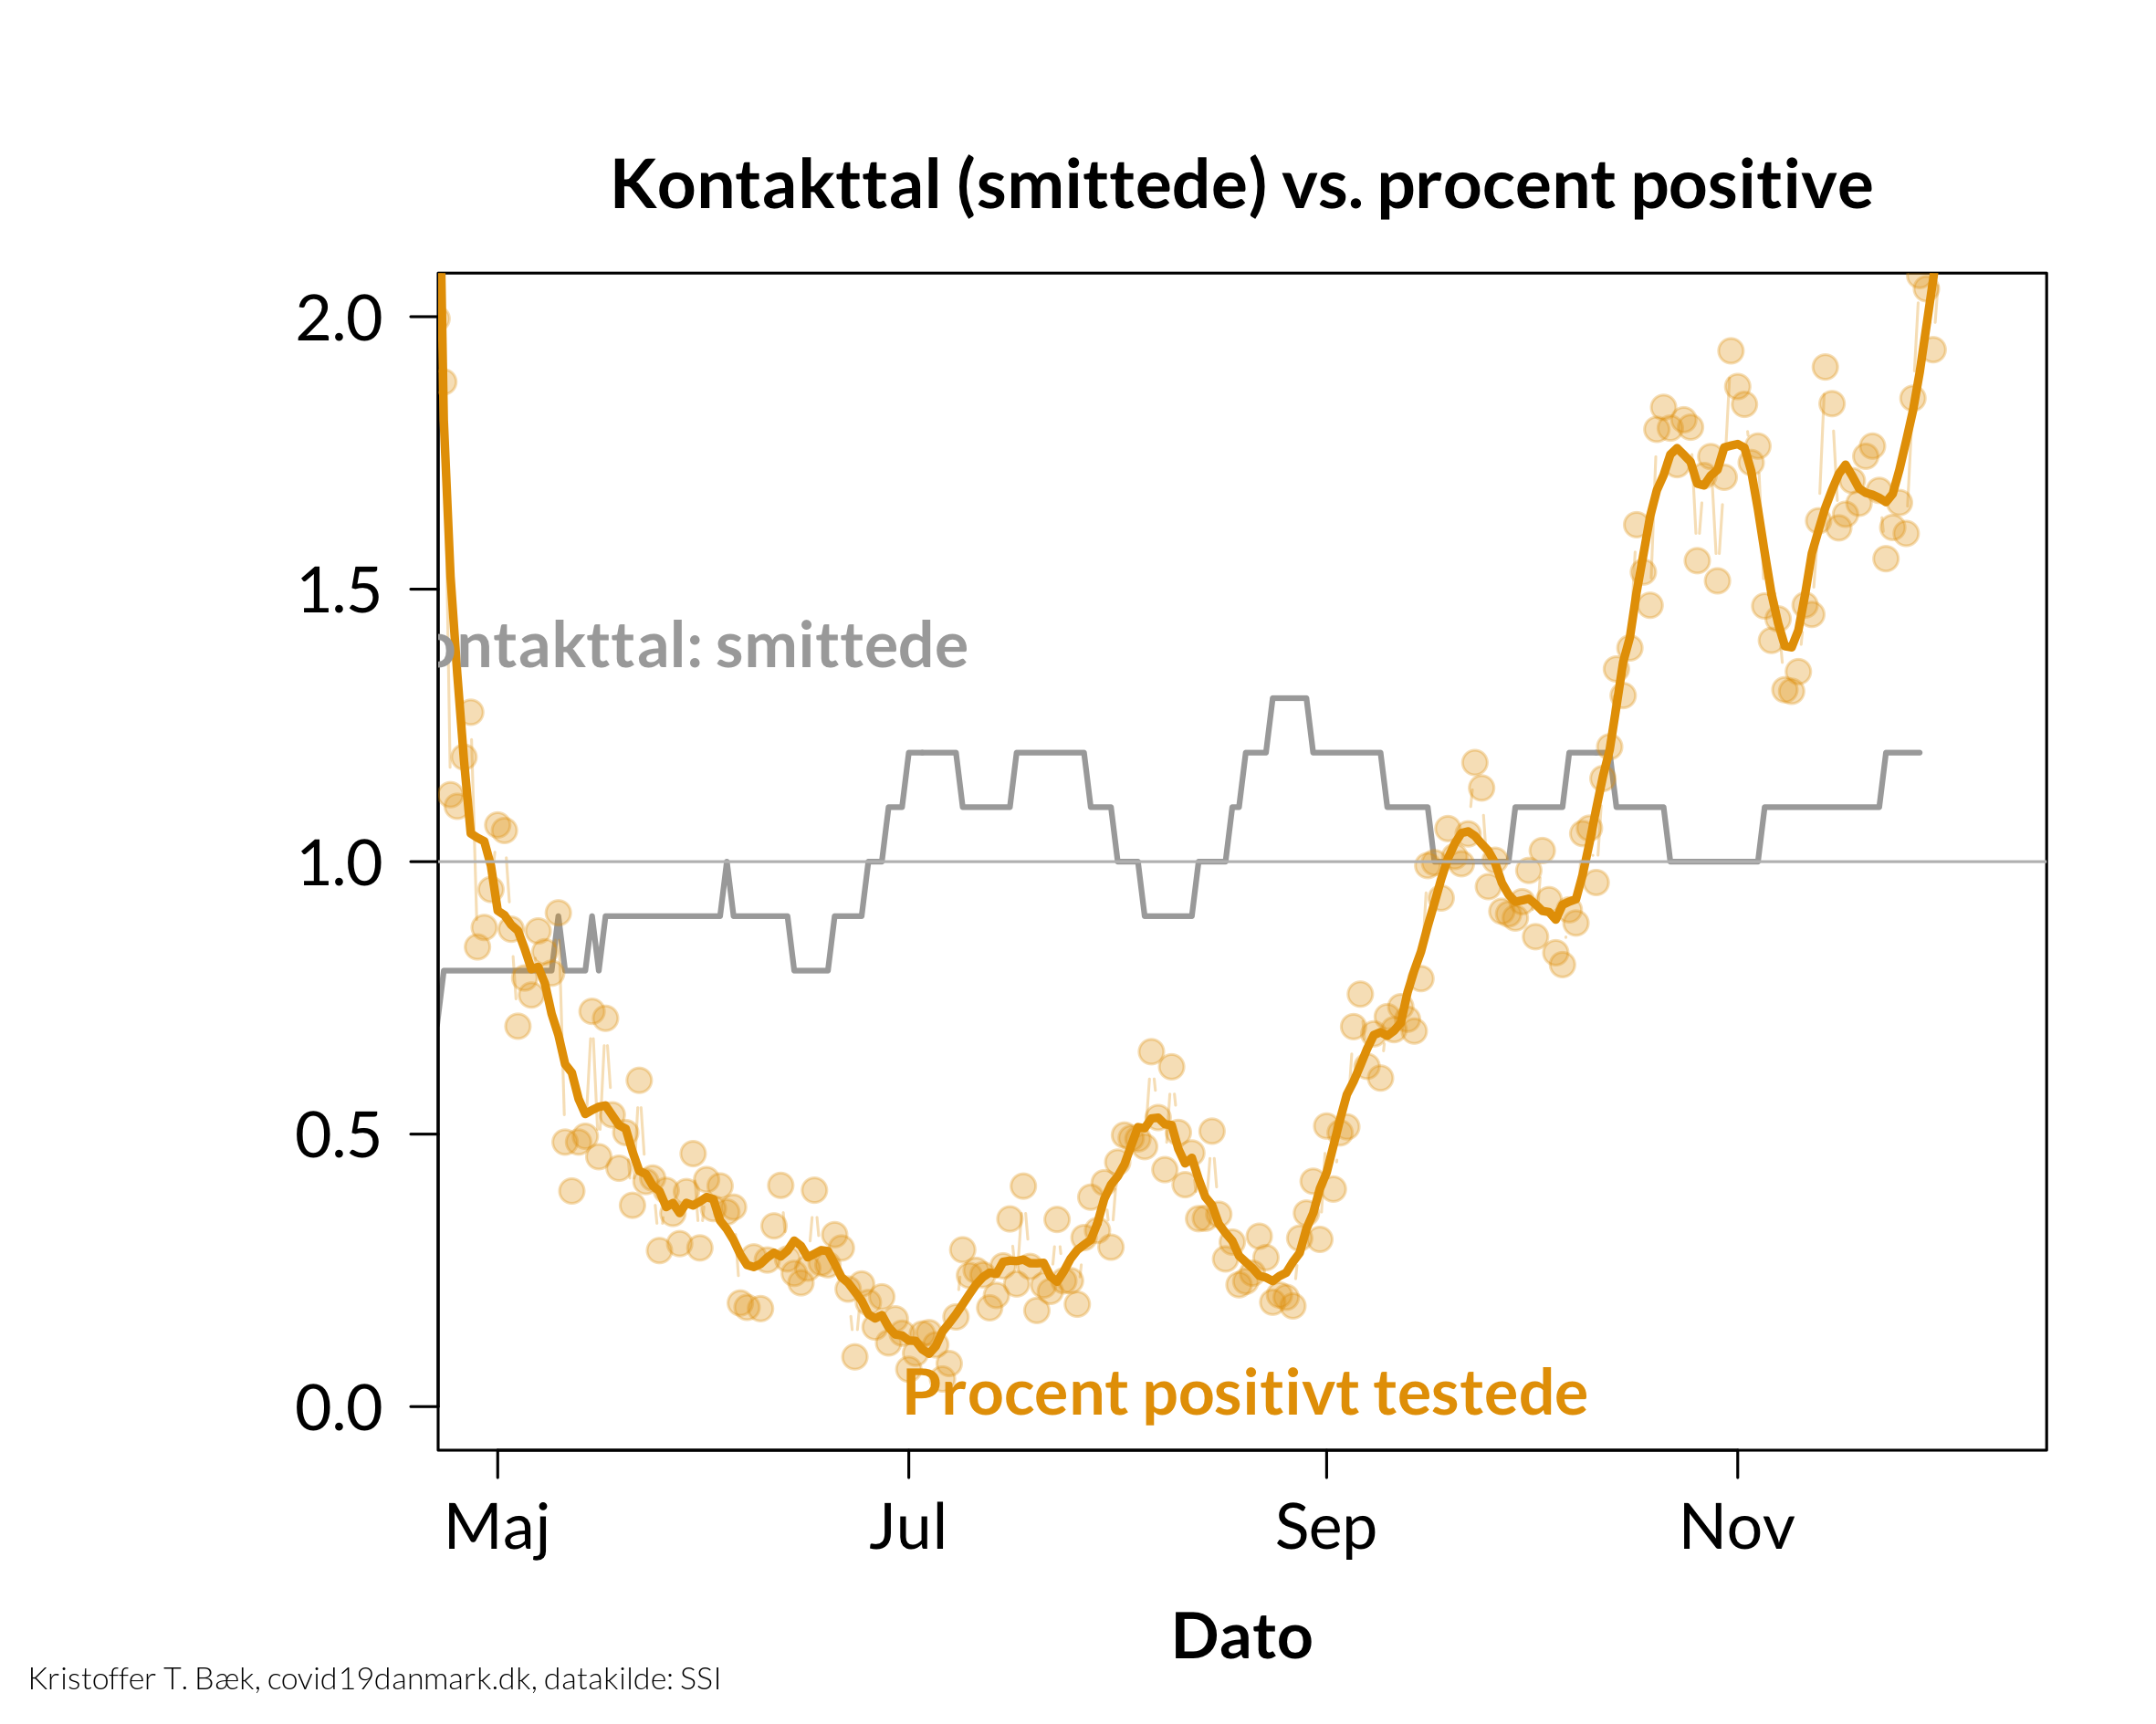 Kontakttal (smittede) vs. procent positive
2.0
1.5
ontakttal: smittede
1.0
0.5
0.0
Procent positivt testede
Maj Jul Sep Nov
Dato
Kristoffer T. Bæk, covid19danmark.dk, datakilde: SSI